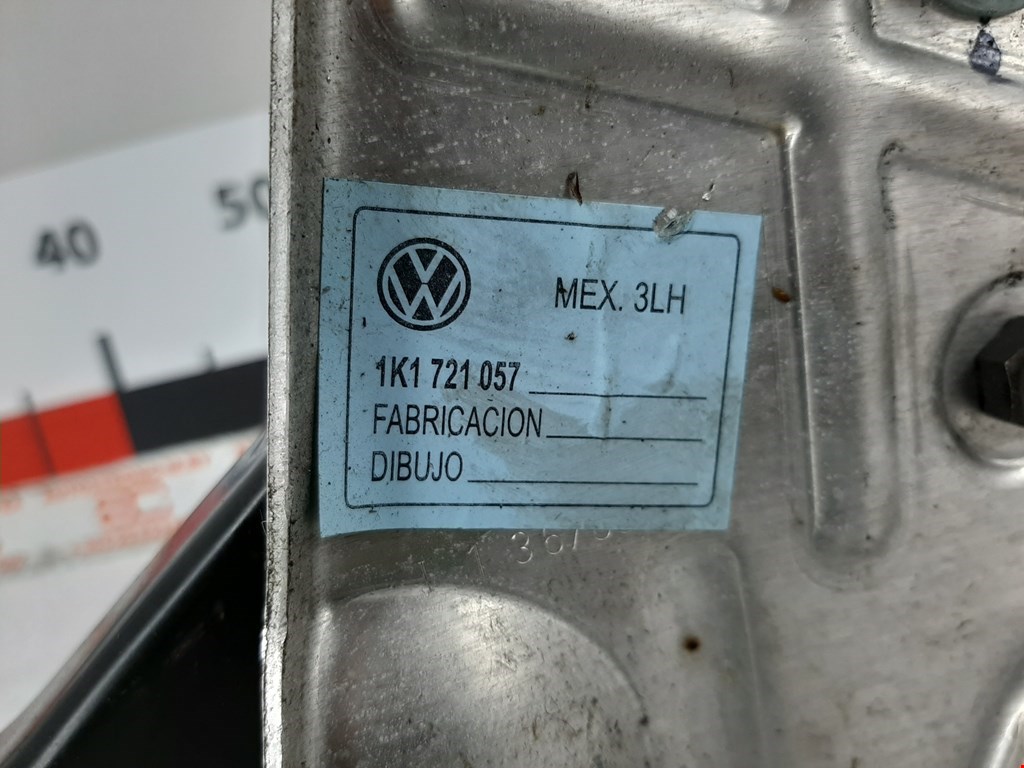 40
50
MEX. 3LH
1K1 721 057
FABRICACION
DIBUJO